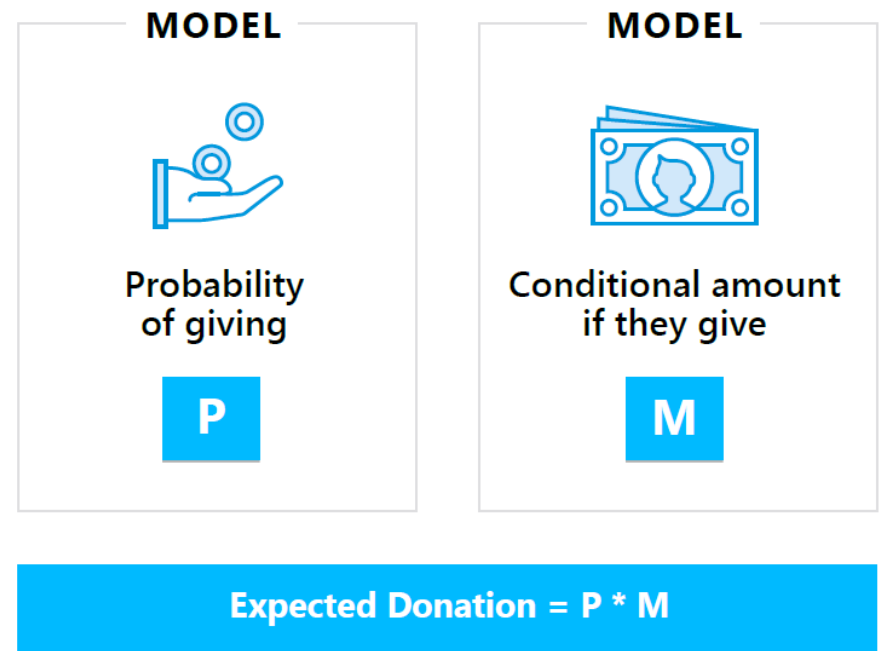 MODEL
Probability
of giving
P
MODEL
Conditional amount
if they give
M
Expected Donation = P * M